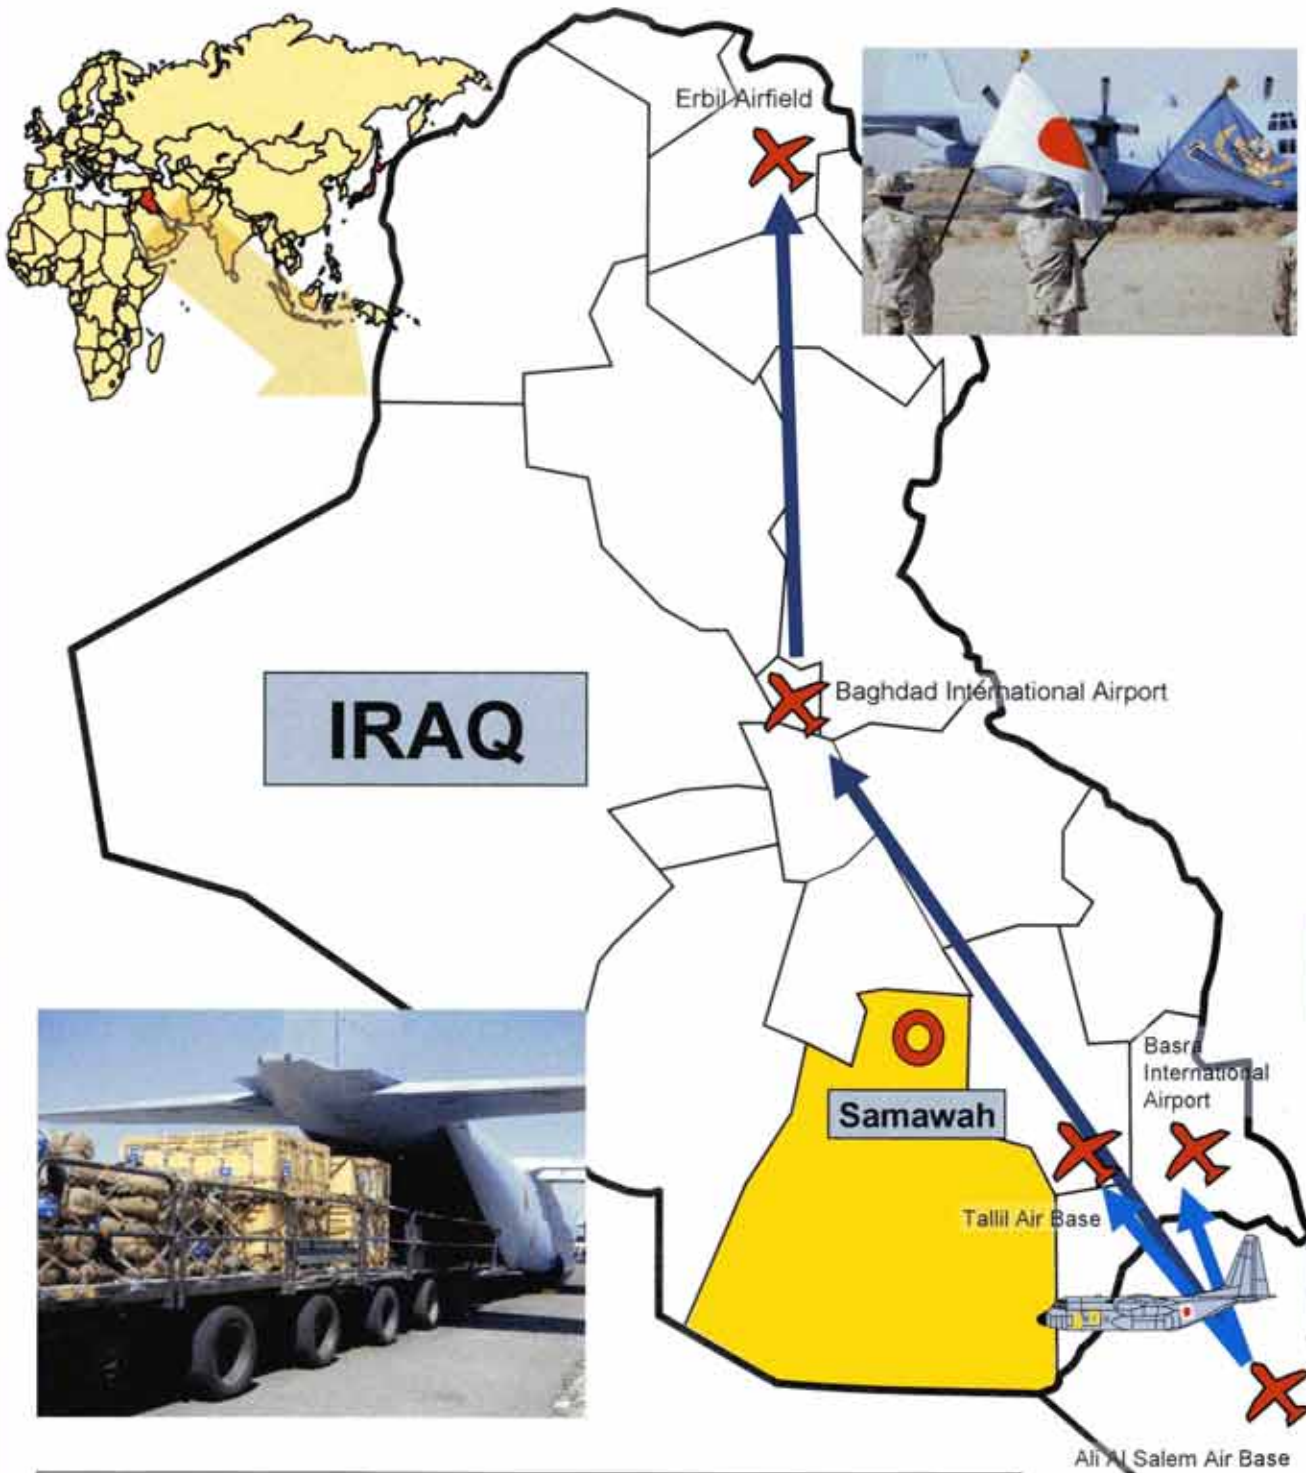 Erbil Airfield
Baghdad International Airport
IRAQ
Basra
International
Airport
Samawah
Tallil Air Base
Ali Al Salem Air Base